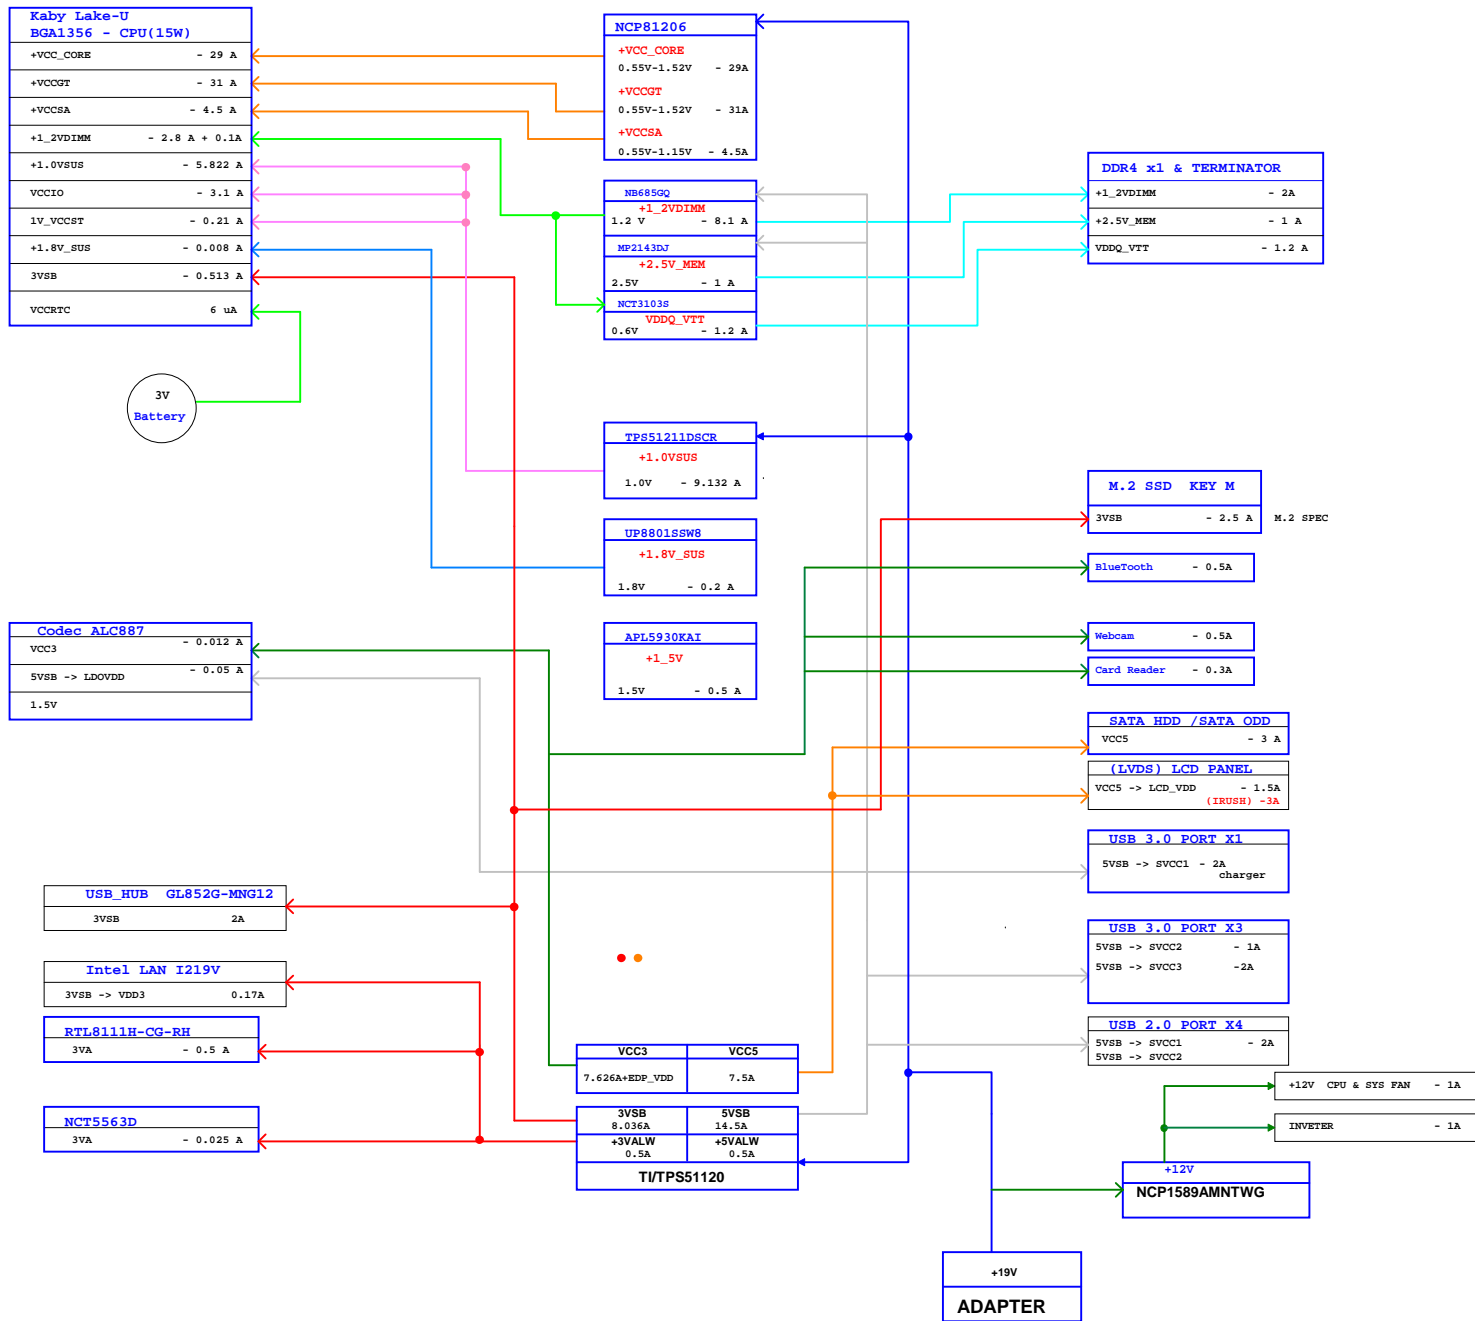 Kaby Lake-U
BGA1356 - CPU(15W)
+VCC_CORE - 29 A
+VCCGT - 31 A
+VCCSA - 4.5 A
+1_2VDIMM - 2.8 A + 0.1A
+1.0VSUS - 5.822 A
VCCIO - 3.1 A
1V_VCCST - 0.21 A
+1.8V_SUS - 0.008 A
3VSB - 0.513 A
VCCRTC 6 uA
3V
Battery
NCP81206
+VCC_CORE
0.55V-1.52V - 29A
+VCCGT
0.55V-1.52V - 31A
+VCCSA
0.55V-1.15V - 4.5A
NB685GQ
+1_2VDIMM
1.2 V - 8.1 A
MP2143DJ
+2.5V_MEM
2.5V - 1 A
NCT3103S
VDDQ_VTT
0.6V - 1.2 A
DDR4 x1 & TERMINATOR
+1_2VDIMM - 2A
+2.5V_MEM - 1 A
VDDQ_VTT - 1.2 A
TPS51211DSCR
+1.0VSUS
1.0V - 9.132 A
UP8801SSW8
+1.8V_SUS
1.8V - 0.2 A
APL5930KAI
+1_5V
1.5V - 0.5 A
M.2 SSD KEY M
3VSB - 2.5 A M.2 SPEC
BlueTooth - 0.5A
Webcam - 0.5A
Card Reader - 0.3A
Codec ALC887
VCC3 - 0.012 A
5VSB -> LDOVDD - 0.05 A
1.5V
SATA HDD /SATA ODD
VCC5 - 3 A
(LVDS) LCD PANEL
VCC5 -> LCD_VDD - 1.5A
(IRUSH) -3A
USB 3.0 PORT X1
5VSB -> SVCC1 - 2A
charger
USB 3.0 PORT X3
5VSB -> SVCC2 - 1A
5VSB -> SVCC3 -2A
USB 2.0 PORT X4
5VSB -> SVCC1 - 2A
5VSB -> SVCC2
USB_HUB GL852G-MNG12
3VSB 2A
Intel LAN I219V
3VSB -> VDD3 0.17A
RTL8111H-CG-RH
3VA - 0.5 A
NCT5563D
3VA - 0.025 A
VCC3 VCC5
7.626A+EDP_VDD 7.5A
3VSB 5VSB
8.036A 14.5A
+3VALW +5VALW
0.5A 0.5A
TI/TPS51120
+12V CPU & SYS FAN - 1A
INVETER - 1A
+12V
NCP1589AMNTWG
+19V
ADAPTER